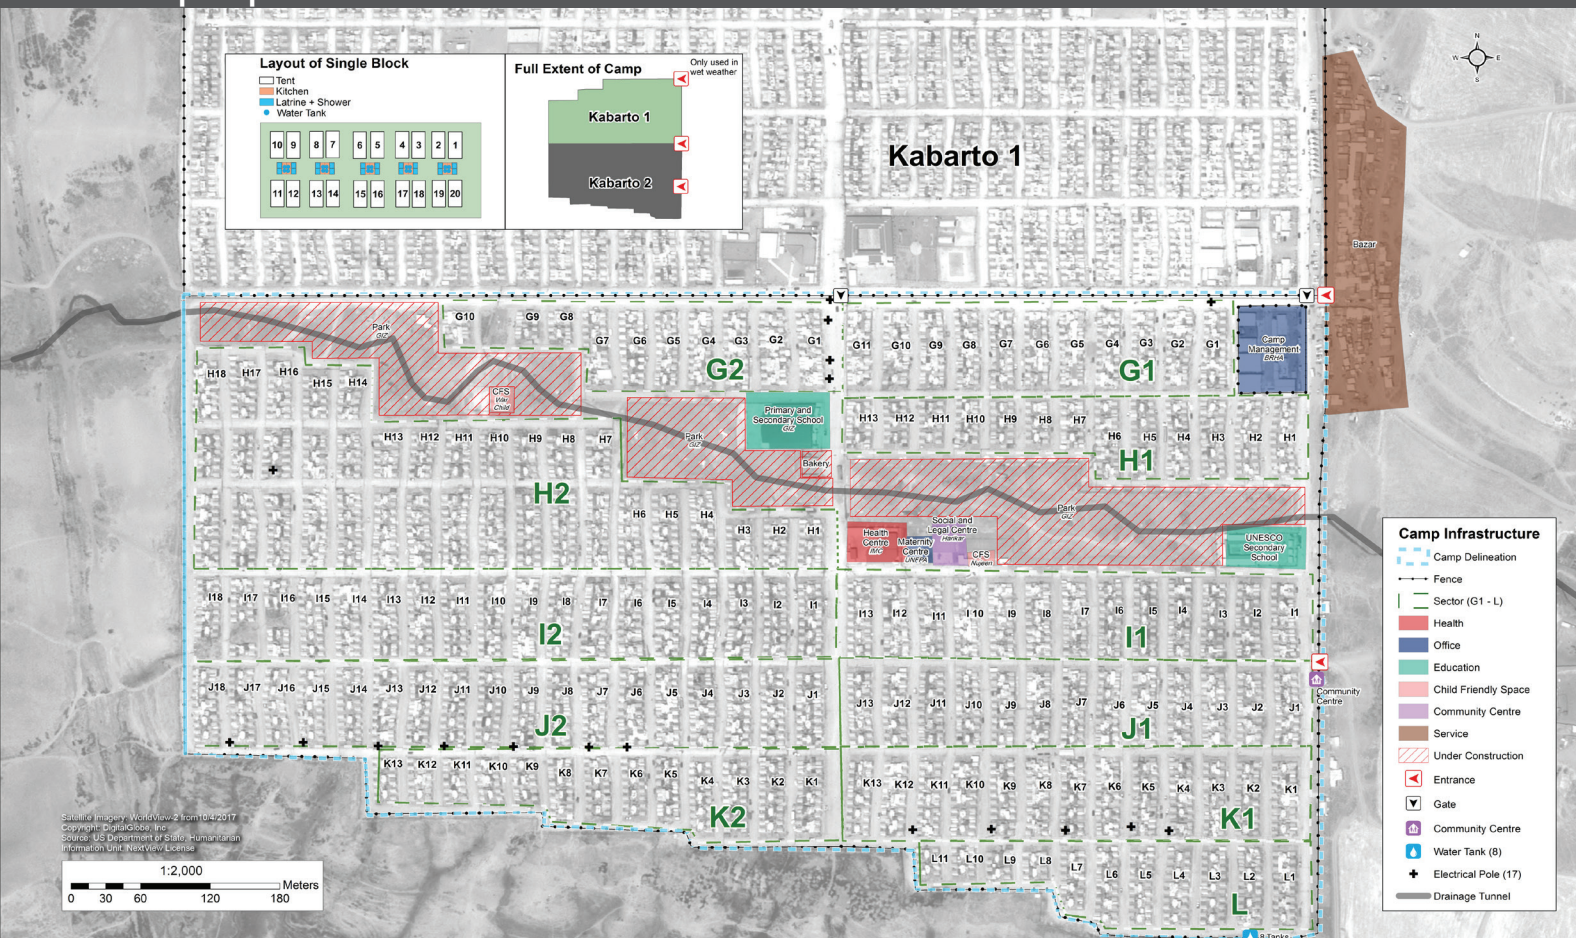 Layout of Single Block
Tent
Kitchen
Latrine + Shower
Water Tank
10 9 8 7 6 5 4 3 2 1
11 12 13 14 15 16 17 18 19 20
Full Extent of Camp
Only used in
wet weather
Kabarto 1
Kabarto 2
Kabarto 1
N
W E
S
Bazar
Park
GIZ
G10 G9 G8
G7 G6 G5 G4 G3 G2 G1
G2
G11 G10 G9 G8 G7 G6 G5 G4 G3 G2 G1
G1
Camp
Management
BRHA
H18 H17 H16 H15 H14
CFS
War
Child
Primary and
Secondary School
GIZ
H13 H12 H11 H10 H9 H8 H7
Park
GIZ
Bakery
H13 H12 H11 H10 H9 H8 H7
H6 H5 H4 H3 H2 H1
H1
H2
H6 H5 H4
H3 H2 H1
Park
GIZ
Health
Centre
IMC
Maternity
Centre
UNFPA
Social and
Legal Centre
Harikar
CFS
Nujeen
UNESCO
Secondary
School
I18 I17 I16 I15 I14 I13 I12 I11 I10 I9 I8 I7 I6 I5 I4 I3 I2 I1
I2
I13 I12 I11 I10 I9 I8 I7 I6 I5 I4 I3 I2 I1
I1
J18 J17 J16 J15 J14 J13 J12 J11 J10 J9 J8 J7 J6 J5 J4 J3 J2 J1
J2
J13 J12 J11 J10 J9 J8 J7 J6 J5 J4 J3 J2 J1
J1
Community
Centre
K13 K12 K11 K10 K9 K8 K7 K6 K5 K4 K3 K2 K1
K2
K13 K12 K11 K10 K9 K8 K7 K6 K5 K4 K3 K2 K1
K1
L11 L10 L9 L8 L7 L6 L5 L4 L3 L2 L1
L
8 Tanks
Satellite Imagery: WorldView-2 from 10/4/2017
Copyright: DigitalGlobe, Inc
Source: US Department of State, Humanitarian
Information Unit. NextView License
1:2,000
Meters
0 30 60 120 180
Camp Infrastructure
Camp Delineation
Fence
Sector (G1 - L)
Health
Office
Education
Child Friendly Space
Community Centre
Service
Under Construction
Entrance
Gate
Community Centre
Water Tank (8)
Electrical Pole (17)
Drainage Tunnel